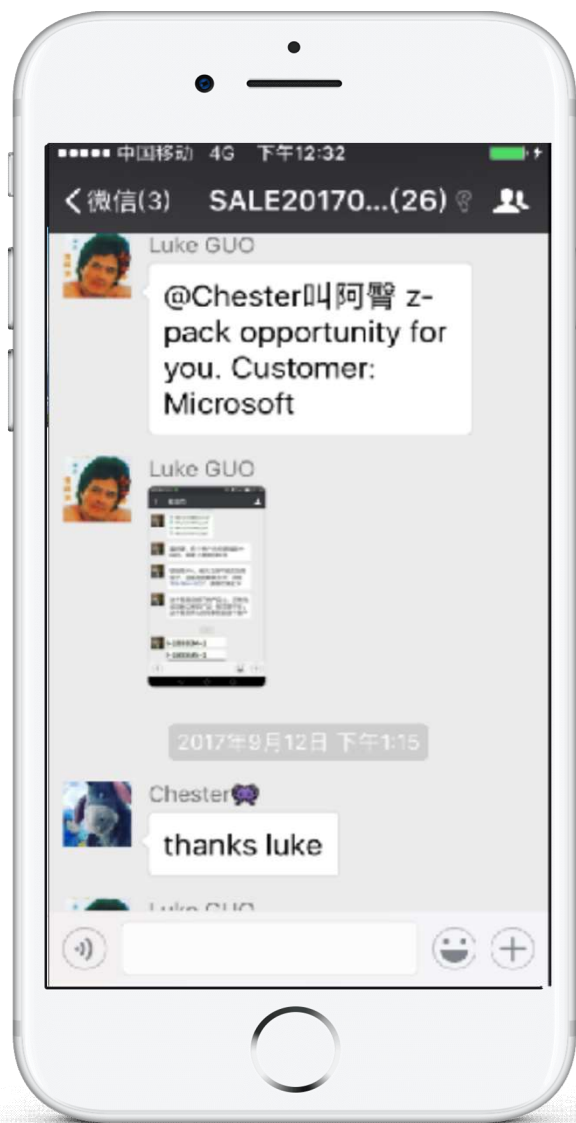 中国移动 4G 下午12:32
微信(3) SALE20170...(26)
Luke GUO
@Chester叫阿臀 z-
pack opportunity for
you. Customer:
Microsoft
Luke GUO
2017年9月12日 下午1:15
Chester
thanks luke
Luke GUO